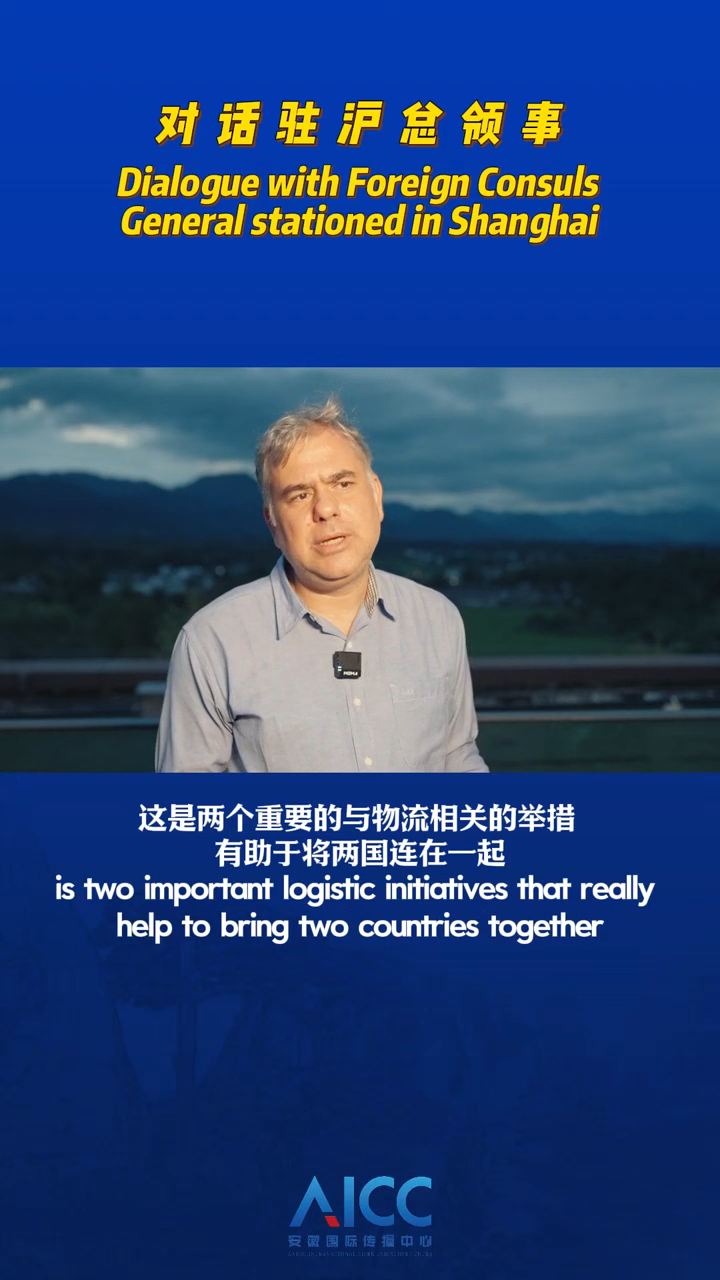 对话驻沪总领事
Dialogue with Foreign Consuls
General stationed in Shanghai
这是两个重要的与物流相关的举措
有助于将两国连在一起
is two important logistic initiatives that really
help to bring two countries together
AICC
安徽国际传播中心